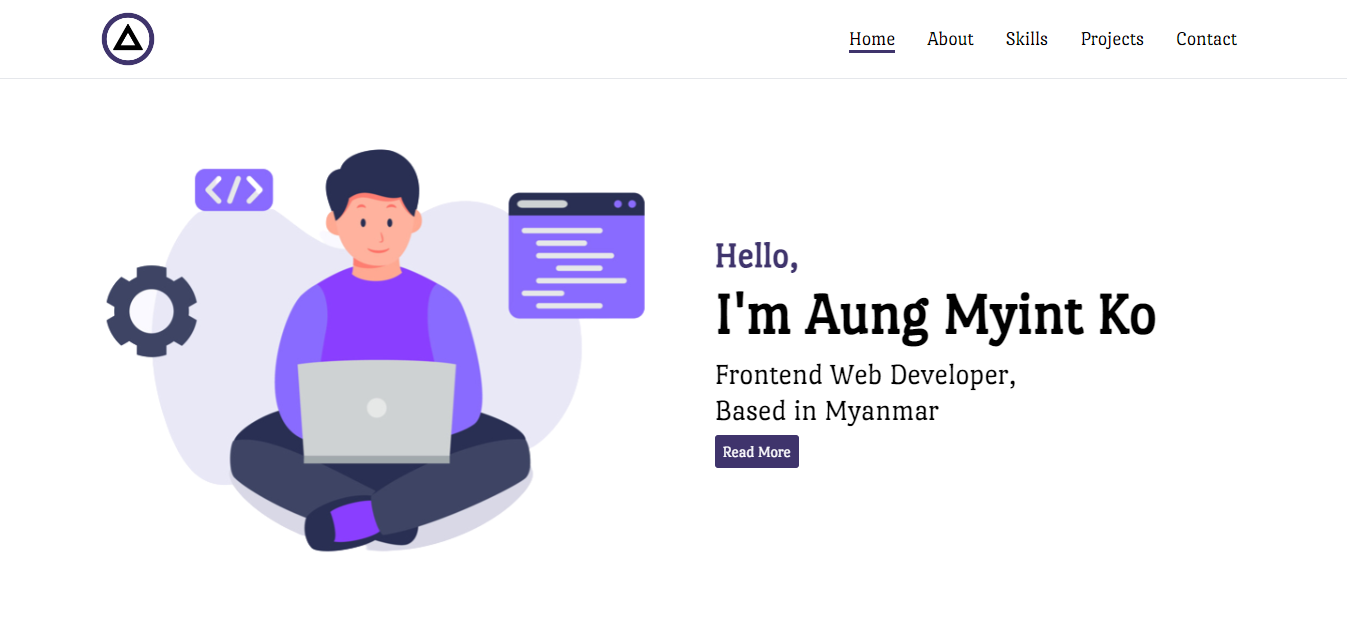 Home About Skills Projects Contact
</>
Hello,
I'm Aung Myint Ko
Frontend Web Developer,
Based in Myanmar
Read More